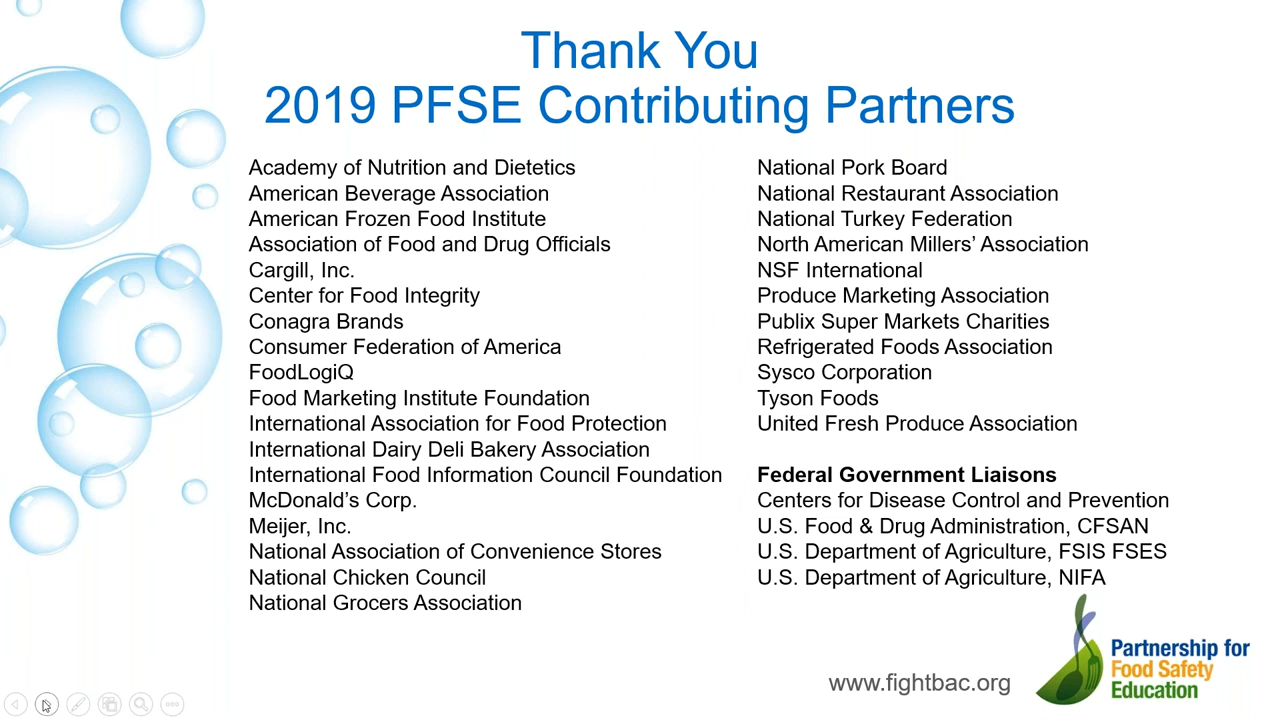 Thank You
2019 PFSE Contributing Partners
Academy of Nutrition and Dietetics
American Beverage Association
American Frozen Food Institute
Association of Food and Drug Officials
Cargill, Inc.
Center for Food Integrity
Conagra Brands
Consumer Federation of America
FoodLogiQ
Food Marketing Institute Foundation
International Association for Food Protection
International Dairy Deli Bakery Association
International Food Information Council Foundation
McDonald’s Corp.
Meijer, Inc.
National Association of Convenience Stores
National Chicken Council
National Grocers Association
National Pork Board
National Restaurant Association
National Turkey Federation
North American Millers’ Association
NSF International
Produce Marketing Association
Publix Super Markets Charities
Refrigerated Foods Association
Sysco Corporation
Tyson Foods
United Fresh Produce Association
Federal Government Liaisons
Centers for Disease Control and Prevention
U.S. Food & Drug Administration, CFSAN
U.S. Department of Agriculture, FSIS FSES
U.S. Department of Agriculture, NIFA
www.fightbac.org
Partnership for
Food Safety
Education